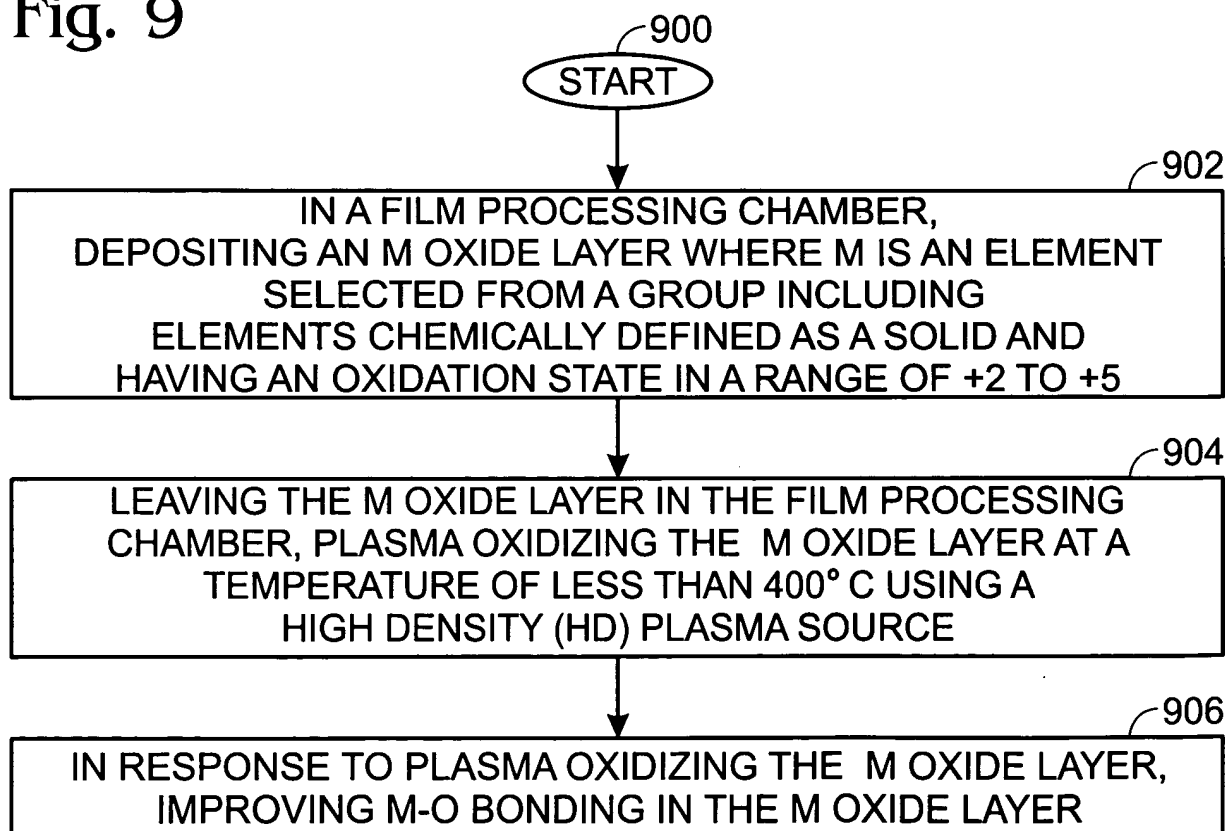 Fig. 9
900
START
902
IN A FILM PROCESSING CHAMBER,
DEPOSITING AN M OXIDE LAYER WHERE M IS AN ELEMENT
SELECTED FROM A GROUP INCLUDING
ELEMENTS CHEMICALLY DEFINED AS A SOLID AND
HAVING AN OXIDATION STATE IN A RANGE OF +2 TO +5
904
LEAVING THE M OXIDE LAYER IN THE FILM PROCESSING
CHAMBER, PLASMA OXIDIZING THE M OXIDE LAYER AT A
TEMPERATURE OF LESS THAN 400° C USING A
HIGH DENSITY (HD) PLASMA SOURCE
906
IN RESPONSE TO PLASMA OXIDIZING THE M OXIDE LAYER,
IMPROVING M-O BONDING IN THE M OXIDE LAYER